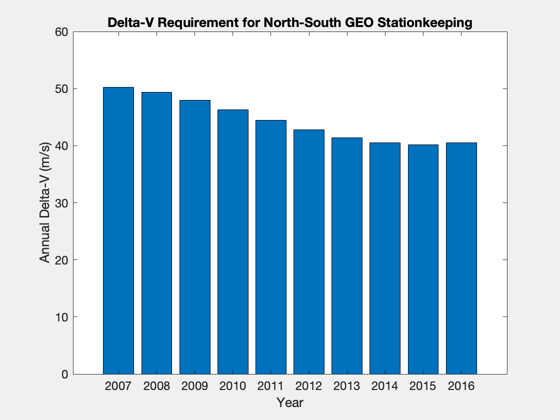 Delta-V Requirement for North-South GEO Stationkeeping
60
50
40
30
20
10
0
Annual Delta-V (m/s)
2007 2008 2009 2010 2011 2012 2013 2014 2015 2016
Year